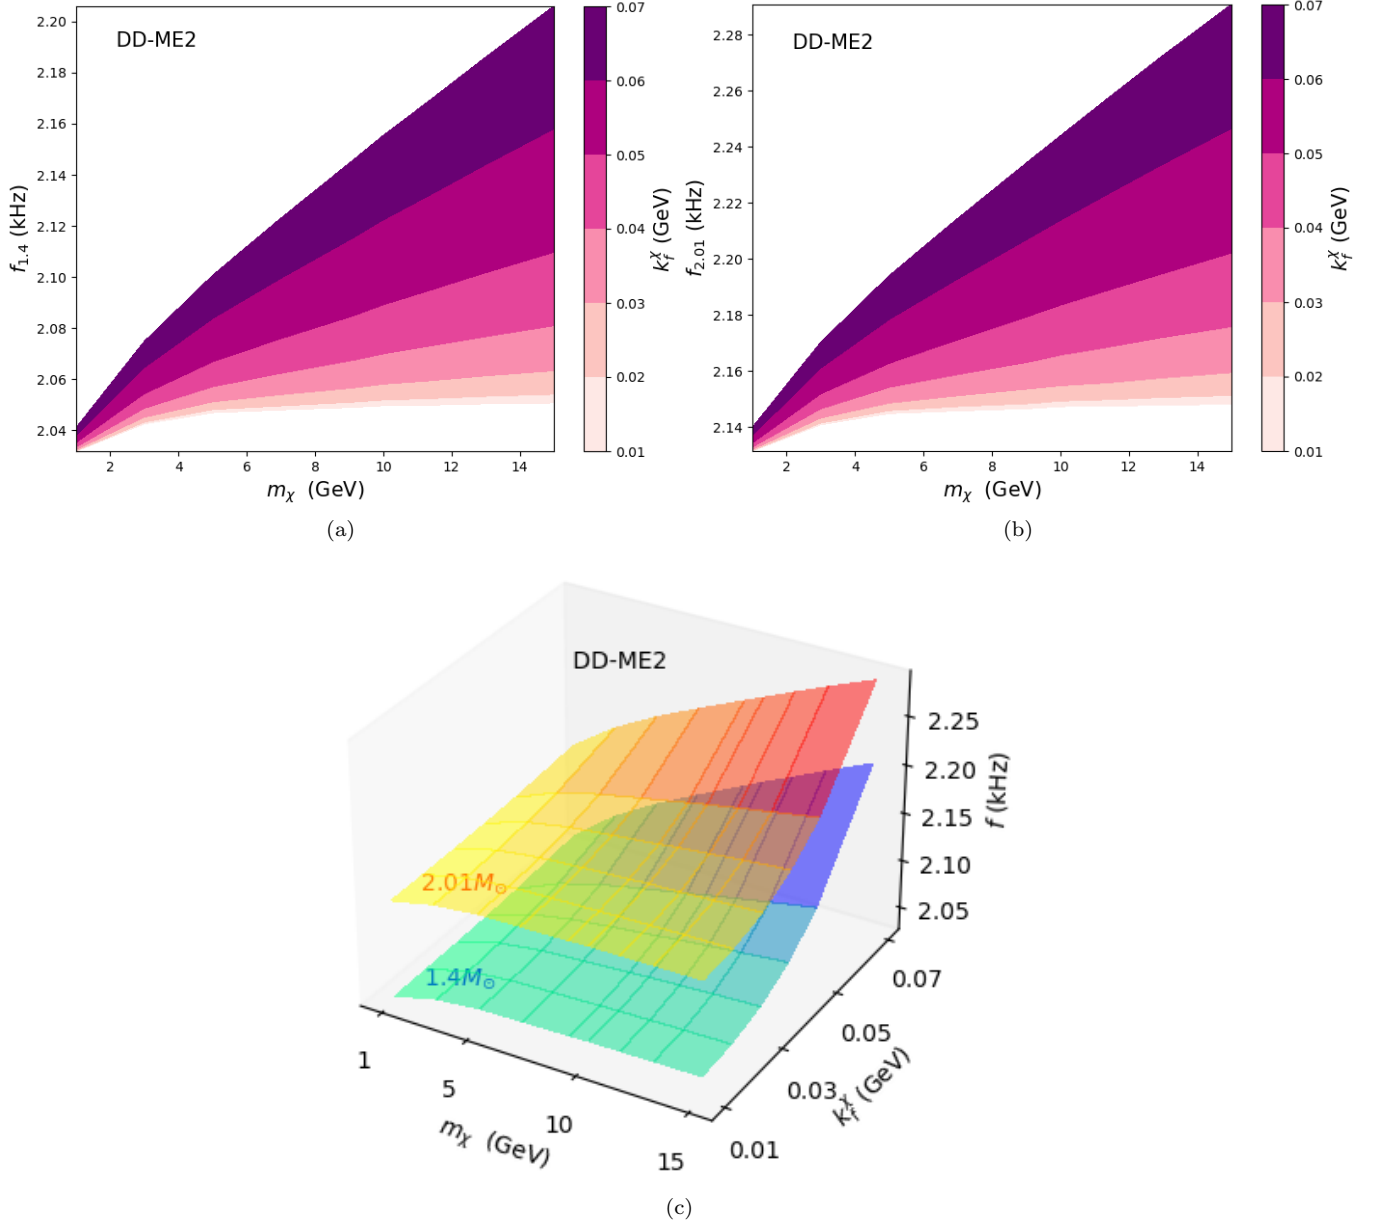 DD-ME2
2.20
2.18
2.16
2.14
2.12
2.10
2.08
2.06
2.04
f1.4 (kHz)
2 4 6 8 10 12 14
mχ (GeV)
0.07
0.06
0.05
0.04
0.03
0.02
0.01
kfχ (GeV)
(a)
DD-ME2
2.28
2.26
2.24
2.22
2.20
2.18
2.16
2.14
f2.01 (kHz)
2 4 6 8 10 12 14
mχ (GeV)
0.07
0.06
0.05
0.04
0.03
0.02
0.01
kfχ (GeV)
(b)
DD-ME2
2.01M⊙
1.4M⊙
2.25
2.20
2.15
2.10
2.05
f (kHz)
0.07
0.05
0.03
0.01
kfχ (GeV)
1
5
10
15
mχ (GeV)
(c)